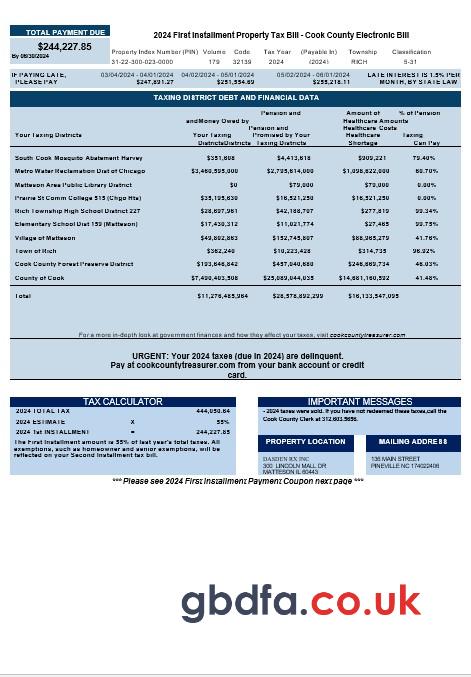 TOTAL PAYMENT DUE
$244,227.85
By 06/30/2024
2024 First Installment Property Tax Bill - Cook County Electronic Bill
Property Index Number (PIN) Volume Code Tax Year (Payable In) Township Classification
31-22-300-023-0000 179 32139 2024 (2024) RICH 5-31
IF PAYING LATE, PLEASE PAY
03/04/2024 - 04/01/2024 $247,891.27
04/02/2024 - 05/01/2024 $251,554.69
05/02/2024 - 06/01/2024 $255,218.11
LATE INTEREST IS 1.5% PER MONTH, BY STATE LAW
TAXING DISTRICT DEBT AND FINANCIAL DATA
Your Taxing Districts
and Money Owed by
Your Taxing
Districts Districts
Pension and
Pension and
Promised by Your
Taxing Districts
Amount of
Healthcare Amounts
Healthcare Costs
Healthcare
Shortage
% of Pension
Taxing
Can Pay
South Cook Mosquito Abatement Harvey $351,608 $4,413,618 $909,221 79.40%
Metro Water Reclamation Dist of Chicago $3,460,595,000 $2,795,614,000 $1,098,622,000 60.70%
Matteson Area Public Library District $0 $79,000 $79,000 0.00%
Prairie St Comm College 515 (Chgo Hts) $35,195,630 $16,521,250 $16,521,250 0.00%
Rich Township High School District 227 $28,697,961 $42,188,707 $277,819 99.34%
Elementary School Dist 159 (Matteson) $17,430,312 $11,021,774 $27,465 99.75%
Village of Matteson $49,802,863 $152,745,807 $88,965,279 41.76%
Town of Rich $362,240 $10,223,428 $314,735 96.92%
Cook County Forest Preserve District $193,646,842 $457,040,680 $246,669,734 46.03%
County of Cook $7,490,403,508 $25,089,044,035 $14,681,160,592 41.48%
Total $11,276,485,964 $28,578,892,299 $16,133,547,095
For a more in-depth look at government finances and how they affect your taxes, visit cookcountytreasurer.com
URGENT: Your 2024 taxes (due in 2024) are delinquent.
Pay at cookcountytreasurer.com from your bank account or credit
card.
TAX CALCULATOR
2024 TOTAL TAX 444,050.64
2024 ESTIMATE X 55%
2024 1st INSTALLMENT = 244,227.85
The First Installment amount is 55% of last year's total taxes. All
exemptions, such as homeowner and senior exemptions, will be
reflected on your Second Installment tax bill.
IMPORTANT MESSAGES
- 2024 taxes were sold. If you have not redeemed these taxes,call the
Cook County Clerk at 312.603.5656.
PROPERTY LOCATION
DASDEN RX INC
300 LINCOLN MALL DR
MATTESON IL 60443
MAILING ADDRE88
136 MAIN STREET
PINEVILLE NC 174022406
*** Please see 2024 First Installment Payment Coupon next page ***
gbdfa.co.uk